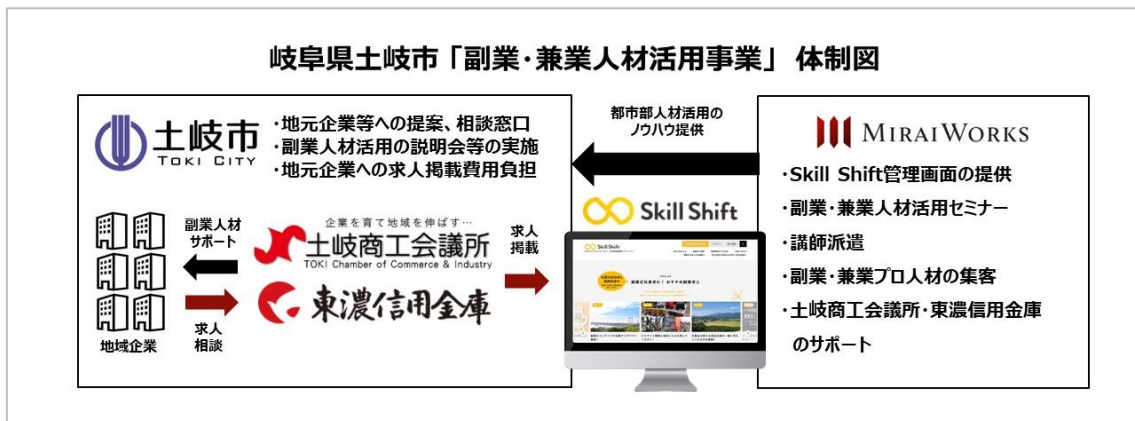 岐阜県土岐市「副業・兼業人材活用事業」 体制図
土岐市
TOKI CITY
・地元企業等への提案、相談窓口
・副業人材活用の説明会等の実施
・地元企業への求人掲載費用負担
副業人材
サポート
求人
相談
地域企業
企業を育て地域を伸ばす…
土岐商工会議所
TOKI Chamber of Commerce & Industry
東濃信用金庫
求人
掲載
都市部人材活用の
ノウハウ提供
Skill Shift
Skill Shift
MIRAIWORKS
・Skill Shift管理画面の提供
・副業・兼業人材活用セミナー
・講師派遣
・副業・兼業プロ人材の集客
・土岐商工会議所・東濃信用金庫
のサポート